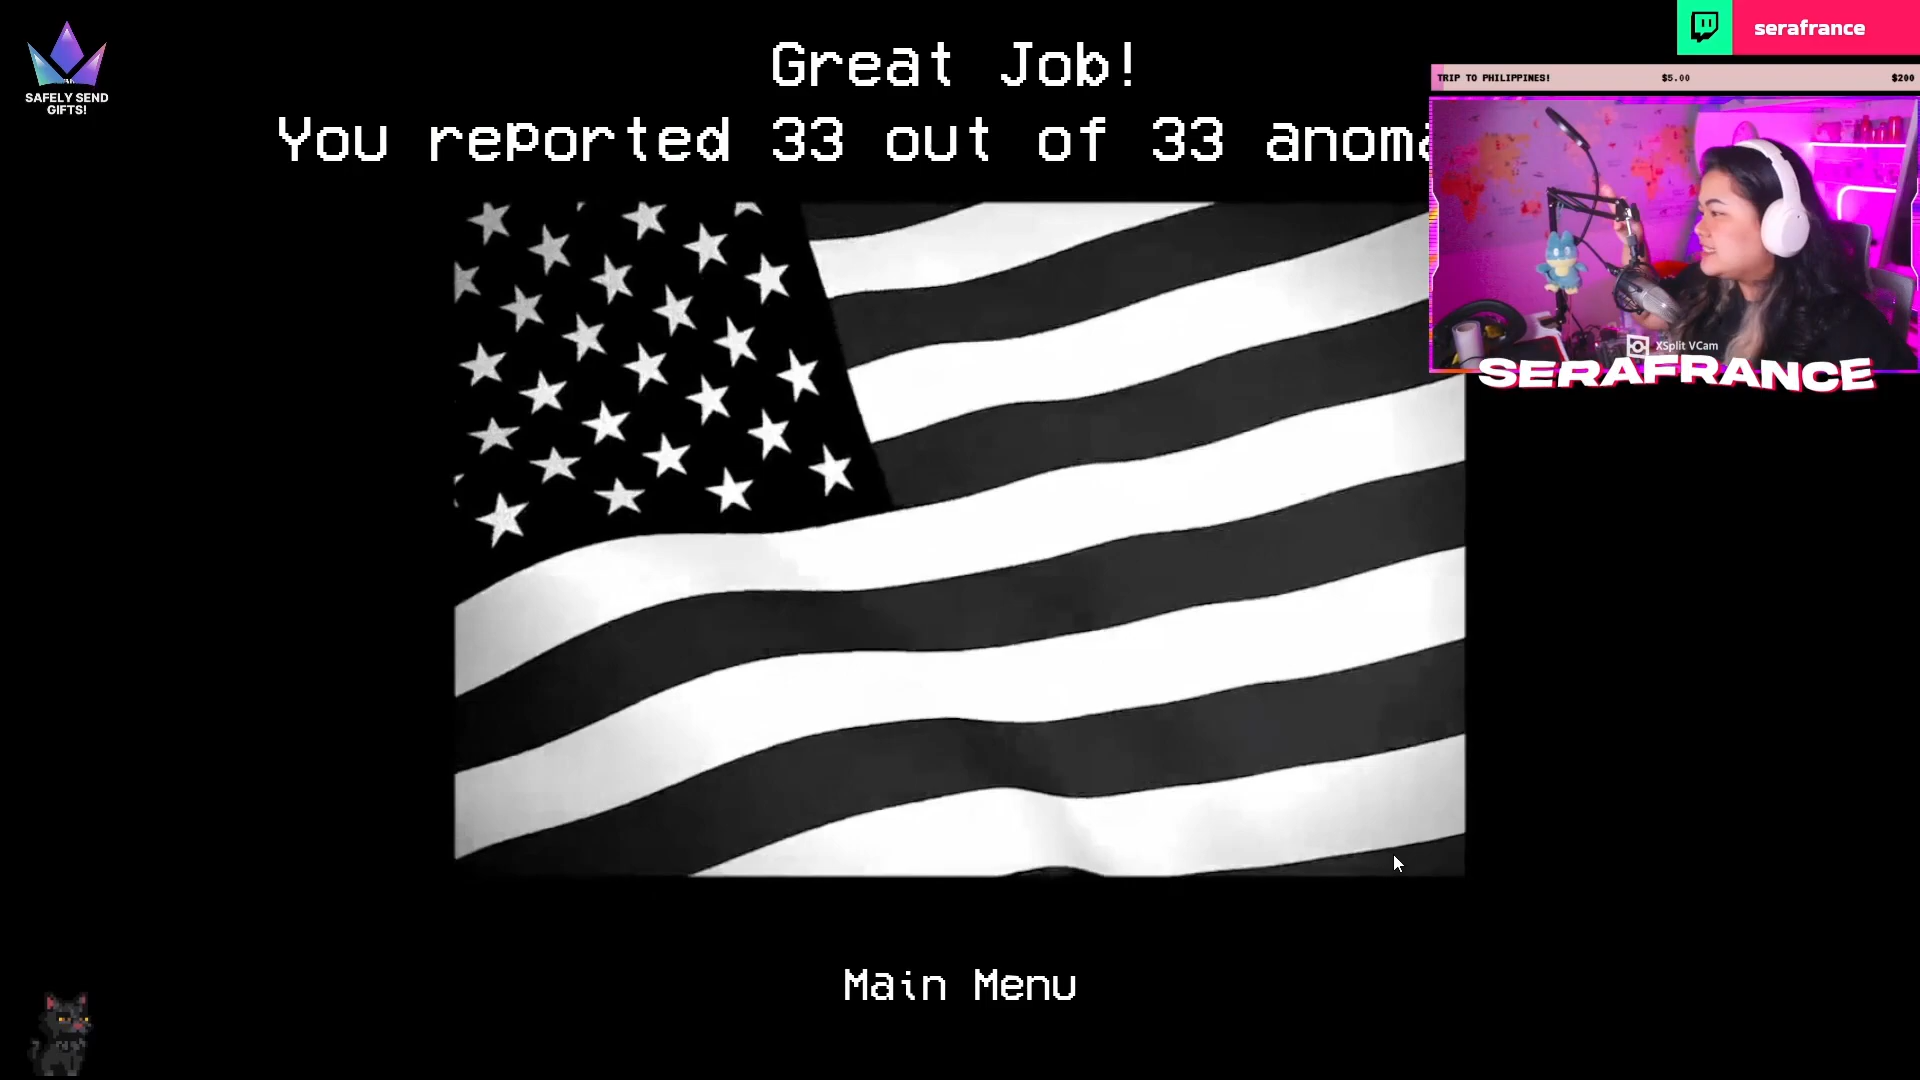 SAFELY SEND
GIFTS!
Great Job!
You reported 33 out of 33 anoma
serafrance
TRIP TO PHILIPPINES! $5.00 $200
XSplit VCam
SERAFRANCE
Main Menu